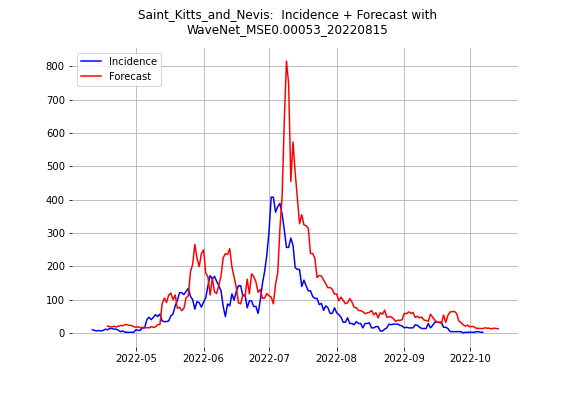 Saint_Kitts_and_Nevis:  Incidence + Forecast with
WaveNet_MSE0.00053_20220815
Incidence
Forecast
800
700
600
500
400
300
200
100
0
2022-05 2022-06 2022-07 2022-08 2022-09 2022-10